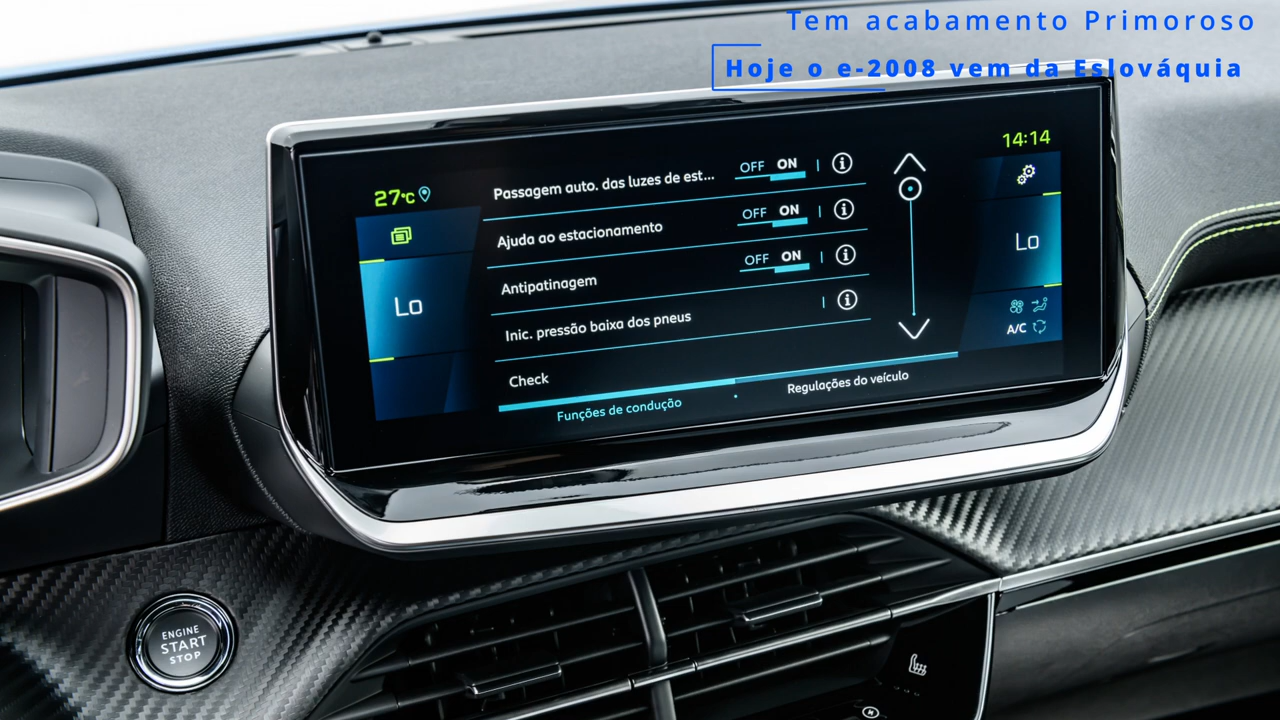 Tem acabamento Primoroso
Hoje o e-2008 vem da Eslováquia
14:14
27°C
Passagem auto. das luzes de est... OFF ON
Ajuda ao estacionamento OFF ON
Antipatinagem OFF ON
Inic. pressão baixa dos pneus
Check
Lo
Lo
A/C
Funções de condução
Regulações do veículo
ENGINE
START
STOP